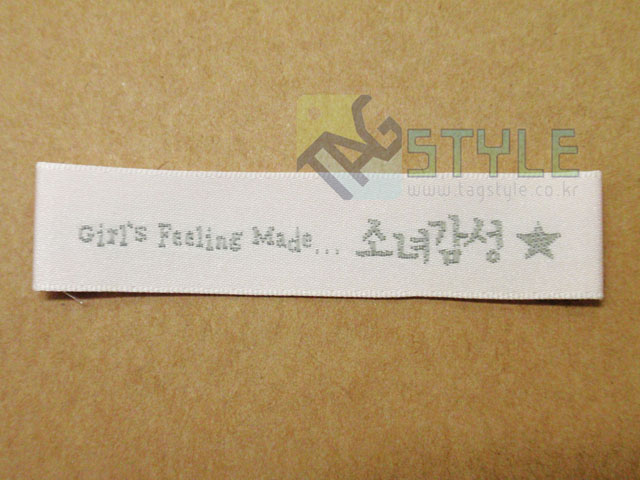 TAG STYLE
www.tagstyle.co.kr
Girl's Feeling Made... 소녀감성 ★